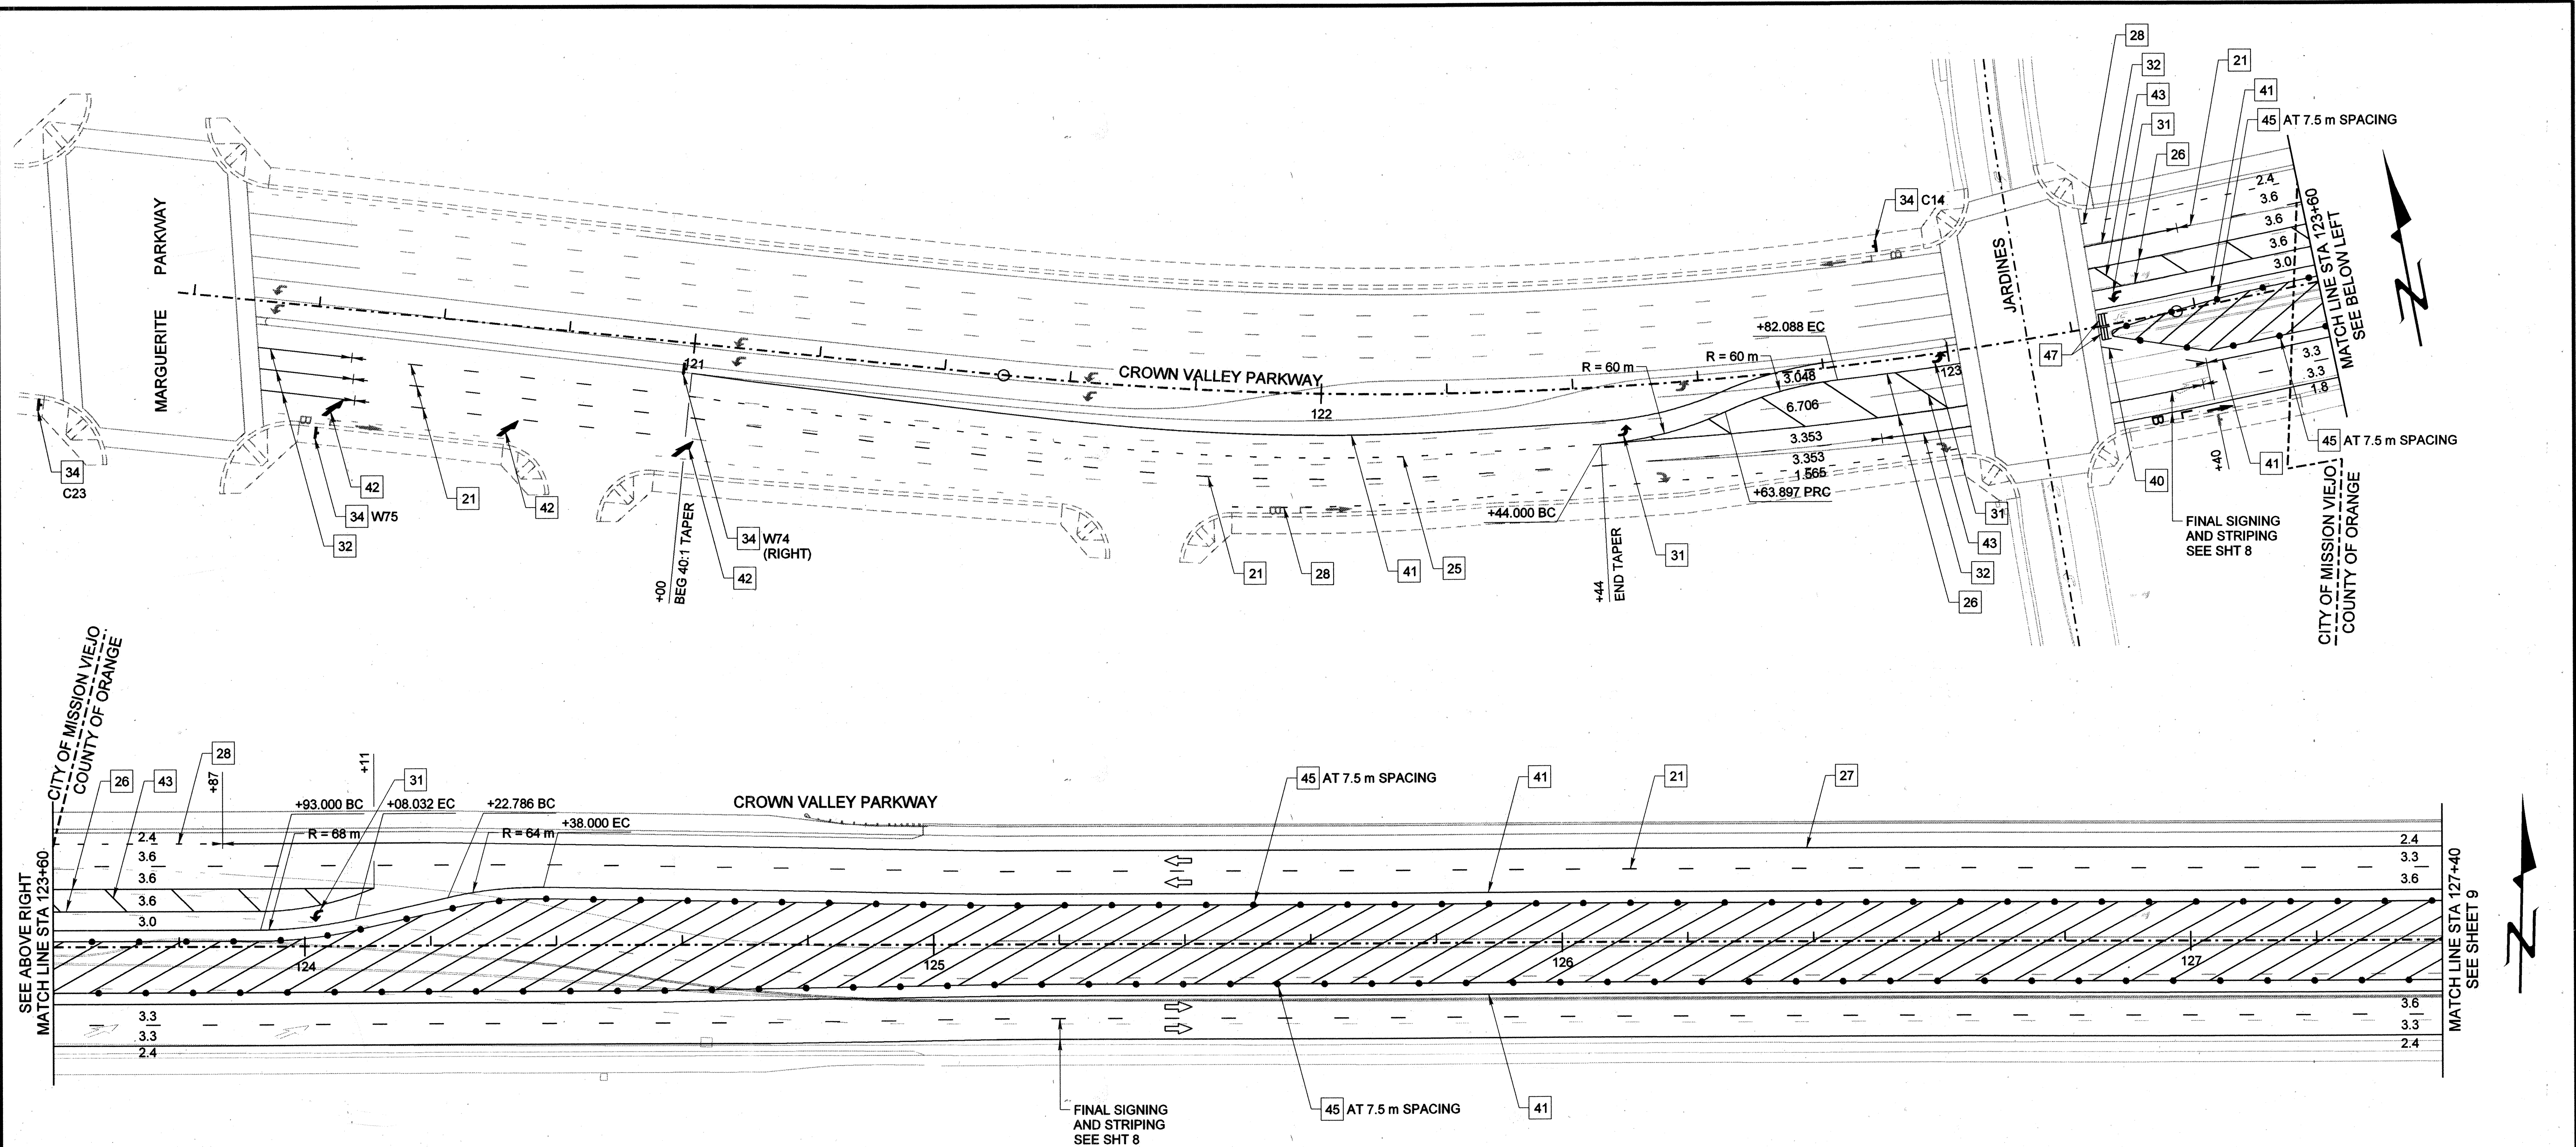 28
32
21
43
41
31
45 AT 7.5 m SPACING
26
34 C14
2.4
3.6
3.6
3.6
3.0
MATCH LINE STA 123+60
SEE BELOW LEFT
MARGUERITE PARKWAY
JARDINES
+82.088 EC
R = 60 m
R = 60 m
CROWN VALLEY PARKWAY
121
122
123
3.048
6.706
3.353
3.353
1.565
47
3.3
3.3
1.8
45 AT 7.5 m SPACING
+40
41
40
34
C23
42
34 W75
32
21
42
+00
BEG 40:1 TAPER
34 W74
(RIGHT)
42
21
28
41
25
+44.000 BC
+63.897 PRC
+44
END TAPER
31
31
43
32
26
FINAL SIGNING
AND STRIPING
SEE SHT 8
CITY OF MISSION VIEJO
COUNTY OF ORANGE
CITY OF MISSION VIEJO
COUNTY OF ORANGE
26
43
28
+87
+11
31
+93.000 BC
+08.032 EC
+22.786 BC
R = 68 m
R = 64 m
+38.000 EC
CROWN VALLEY PARKWAY
45 AT 7.5 m SPACING
41
21
27
SEE ABOVE RIGHT
MATCH LINE STA 123+60
2.4
3.6
3.6
3.6
3.0
2.4
3.3
3.6
124
125
126
127
3.3
3.3
2.4
3.6
3.3
2.4
MATCH LINE STA 127+40
SEE SHEET 9
FINAL SIGNING
AND STRIPING
SEE SHT 8
45 AT 7.5 m SPACING
41